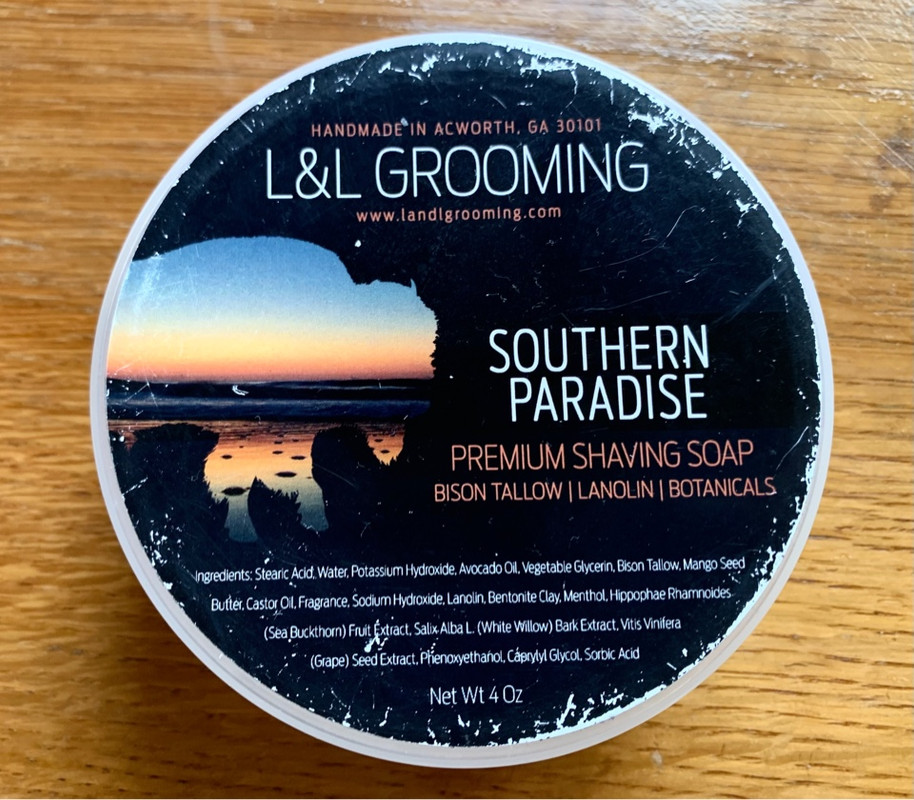 HANDMADE IN ACWORTH, GA 30101
L&L GROOMING
www.landlgrooming.com
SOUTHERN
PARADISE
PREMIUM SHAVING SOAP
BISON TALLOW | LANOLIN | BOTANICALS
Ingredients: Stearic Acid, Water, Potassium Hydroxide, Avocado Oil, Vegetable Glycerin, Bison Tallow, Mango Seed
Butter, Castor Oil, Fragrance, Sodium Hydroxide, Lanolin, Bentonite Clay, Menthol, Hippophae Rhamnoides
(Sea Buckthorn) Fruit Extract, Salix Alba L. (White Willow) Bark Extract, Vitis Vinifera
(Grape) Seed Extract, Phenoxyethanol, Caprylyl Glycol, Sorbic Acid
Net Wt 4 Oz